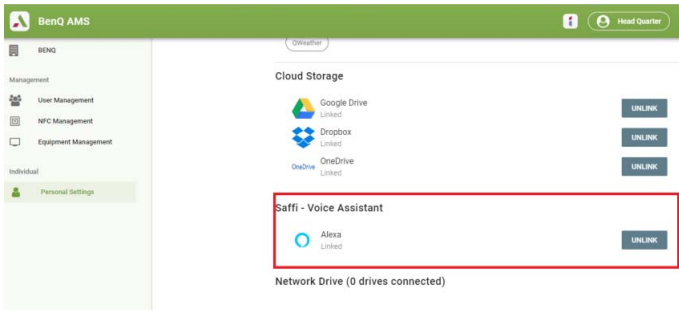 BenQ AMS
Head Quarter
BENQ
Management
User Management
NFC Management
Equipment Management
Individual
Personal Settings
QWeather
Cloud Storage
Google Drive
Linked
UNLINK
Dropbox
Linked
UNLINK
OneDrive
OneDrive
Linked
UNLINK
Saffi - Voice Assistant
Alexa
Linked
UNLINK
Network Drive (0 drives connected)